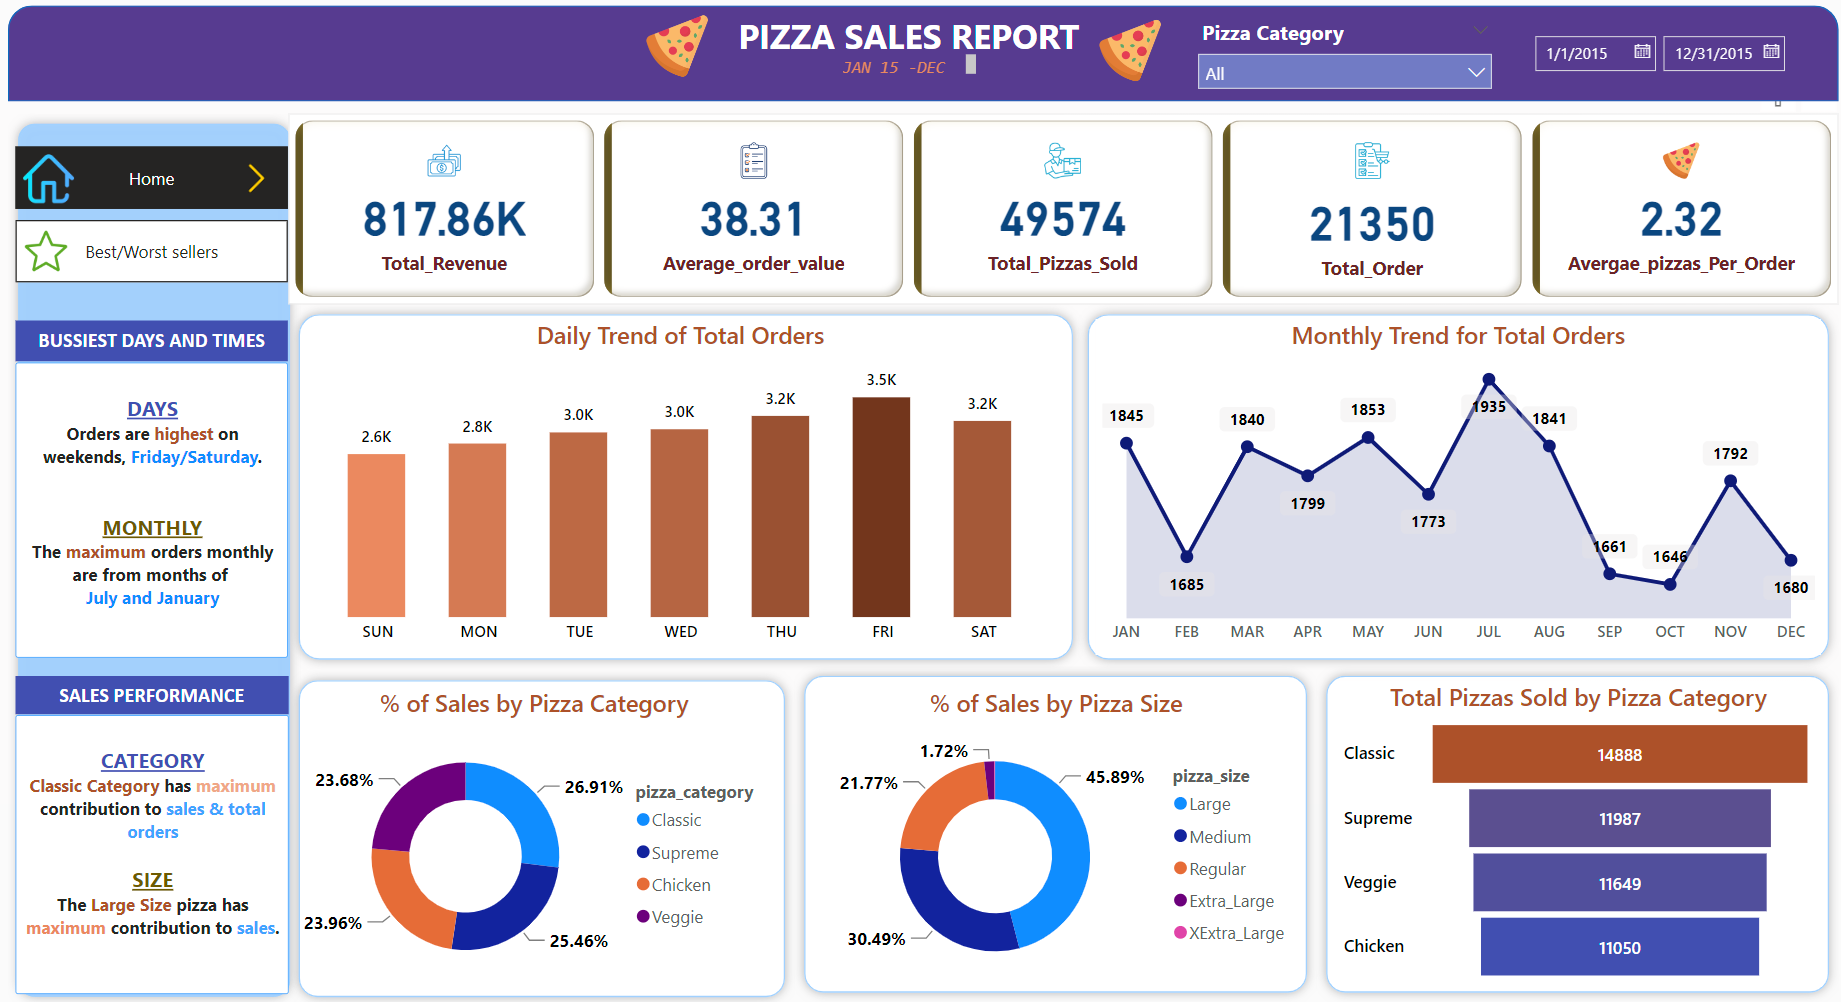 PIZZA SALES REPORT
JAN 15 -DEC
Pizza Category
All
1/1/2015
12/31/2015
Home
Best/Worst sellers
817.86K
Total_Revenue
38.31
Average_order_value
49574
Total_Pizzas_Sold
21350
Total_Order
2.32
Avergae_pizzas_Per_Order
BUSSIEST DAYS AND TIMES
DAYS
Orders are highest on
weekends, Friday/Saturday.
MONTHLY
The maximum orders monthly
are from months of
July and January
SALES PERFORMANCE
CATEGORY
Classic Category has maximum
contribution to sales & total
orders
SIZE
The Large Size pizza has
maximum contribution to sales.
Daily Trend of Total Orders
2.6K
2.8K
3.0K
3.0K
3.2K
3.5K
3.2K
SUN
MON
TUE
WED
THU
FRI
SAT
Monthly Trend for Total Orders
1845
1685
1840
1799
1853
1773
1935
1841
1661
1646
1792
1680
JAN
FEB
MAR
APR
MAY
JUN
JUL
AUG
SEP
OCT
NOV
DEC
% of Sales by Pizza Category
23.68%
26.91%
23.96%
25.46%
pizza_category
Classic
Supreme
Chicken
Veggie
% of Sales by Pizza Size
1.72%
21.77%
45.89%
30.49%
pizza_size
Large
Medium
Regular
Extra_Large
XExtra_Large
Total Pizzas Sold by Pizza Category
Classic
14888
Supreme
11987
Veggie
11649
Chicken
11050